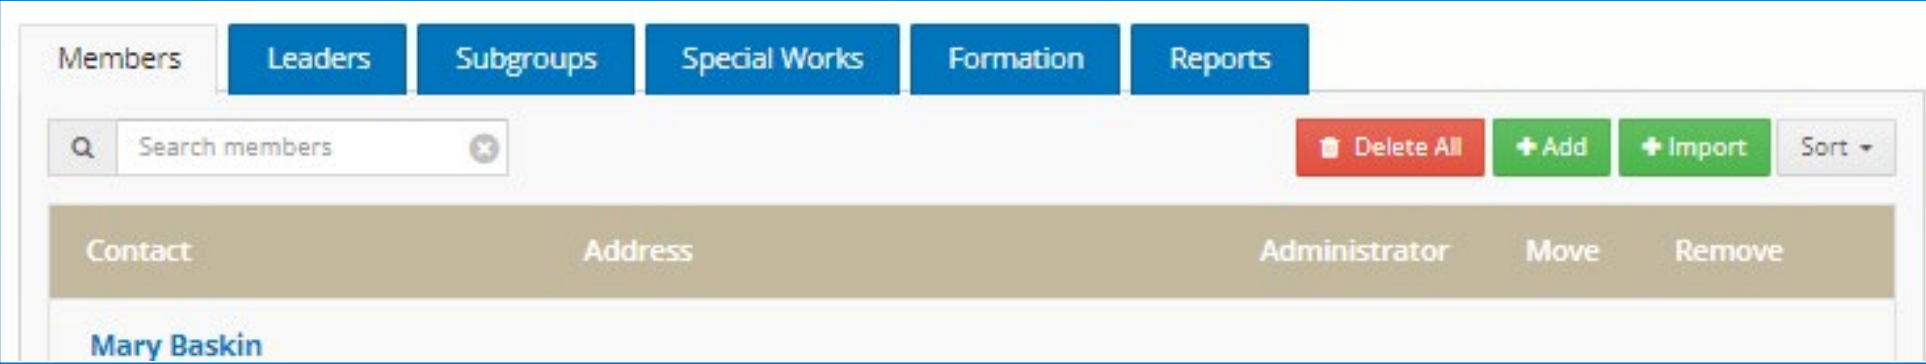 Members Leaders Subgroups Special Works Formation Reports
Search members Delete All Add Import Sort
Contact Address Administrator Move Remove
Mary Baskin